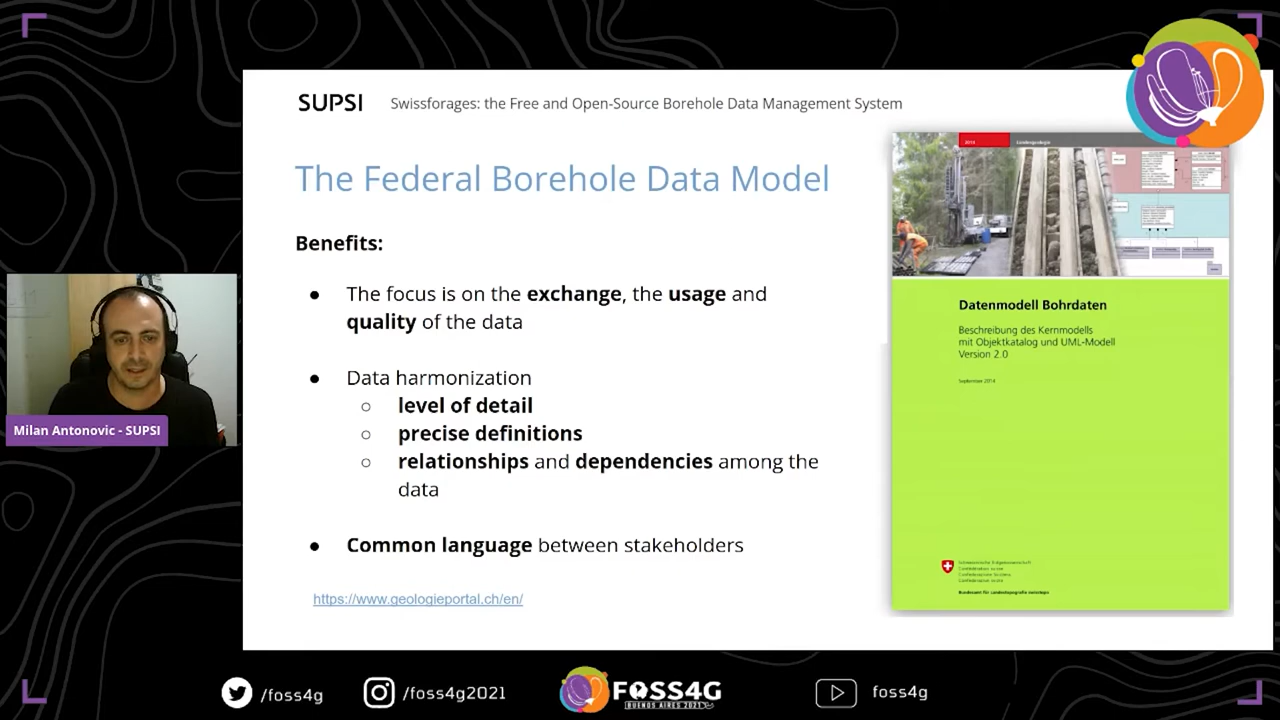 SUPSI
Swissforages: the Free and Open-Source Borehole Data Management System
The Federal Borehole Data Model
Benefits:
● The focus is on the exchange, the usage and
quality of the data
● Data harmonization
○ level of detail
○ precise definitions
○ relationships and dependencies among the
data
● Common language between stakeholders
https://www.geologieportal.ch/en/
Datenmodell Bohrdaten
Beschreibung des Kernmodells
mit Objektkatalog und UML-Modell
Version 2.0
September 2014
Bundesamt für Landestopografie swisstopo
Milan Antonovic - SUPSI
/foss4g
/foss4g2021
FOSS4G
BUENOS AIRES 2021
foss4g